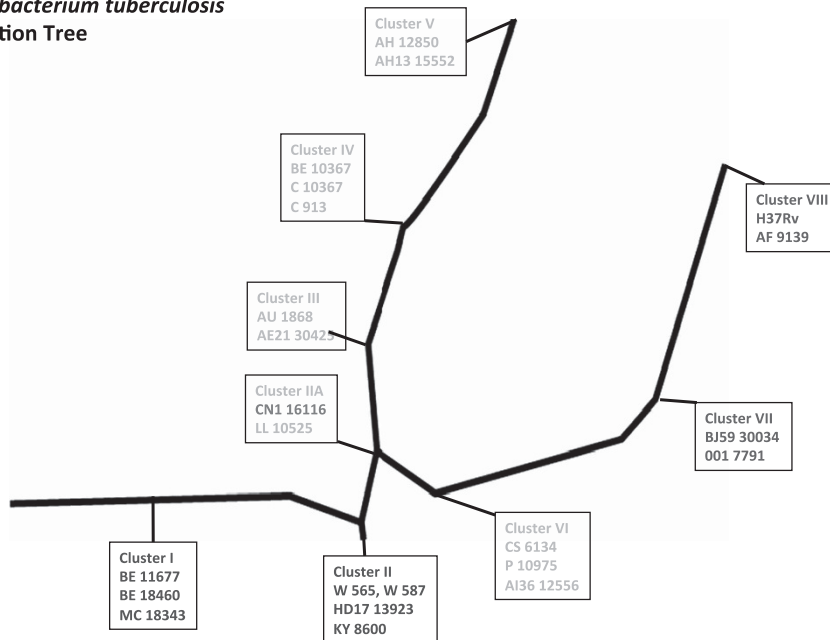 bacterium tuberculosis
tion Tree
Cluster V
AH 12850
AH13 15552
Cluster IV
BE 10367
C 10367
C 913
Cluster VIII
H37Rv
AF 9139
Cluster III
AU 1868
AE21 30425
Cluster IIA
CN1 16116
LL 10525
Cluster VII
BJ59 30034
001 7791
Cluster VI
CS 6134
P 10975
AI36 12556
Cluster I
BE 11677
BE 18460
MC 18343
Cluster II
W 565, W 587
HD17 13923
KY 8600